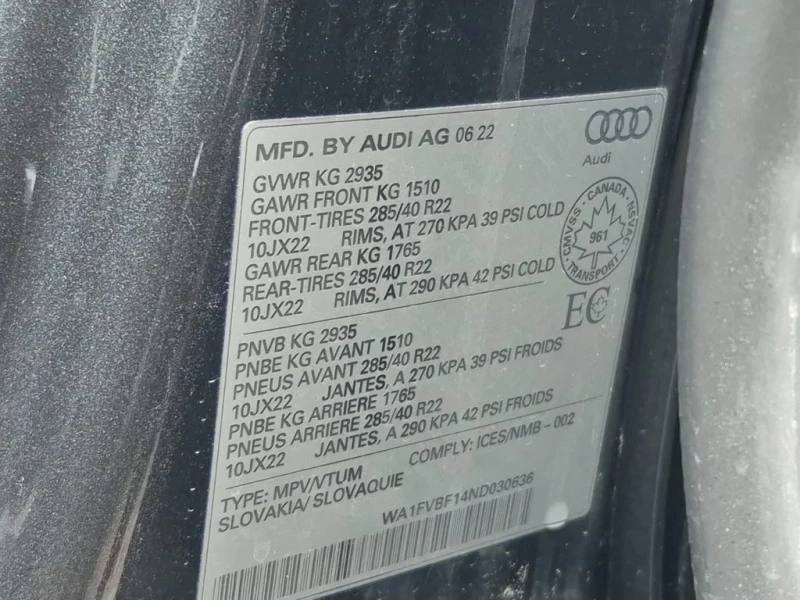 MFD. BY AUDI AG 06 22
Audi
GVWR KG 2935
GAWR FRONT KG 1510
FRONT-TIRES 285/40 R22
10JX22 RIMS, AT 270 KPA 39 PSI COLD
GAWR REAR KG 1765
REAR-TIRES 285/40 R22
10JX22 RIMS, AT 290 KPA 42 PSI COLD
CMVSS - CANADA - NSVAC
961
TRANSPORT
EC
PNVB KG 2935
PNBE KG AVANT 1510
PNEUS AVANT 285/40 R22
10JX22 JANTES, A 270 KPA 39 PSI FROIDS
PNBE KG ARRIERE 1765
PNEUS ARRIERE 285/40 R22
10JX22 JANTES, A 290 KPA 42 PSI FROIDS
TYPE: MPV/VTUM COMPLY: ICES/NMB - 002
SLOVAKIA/ SLOVAQUIE
WA1FVBF14ND030636